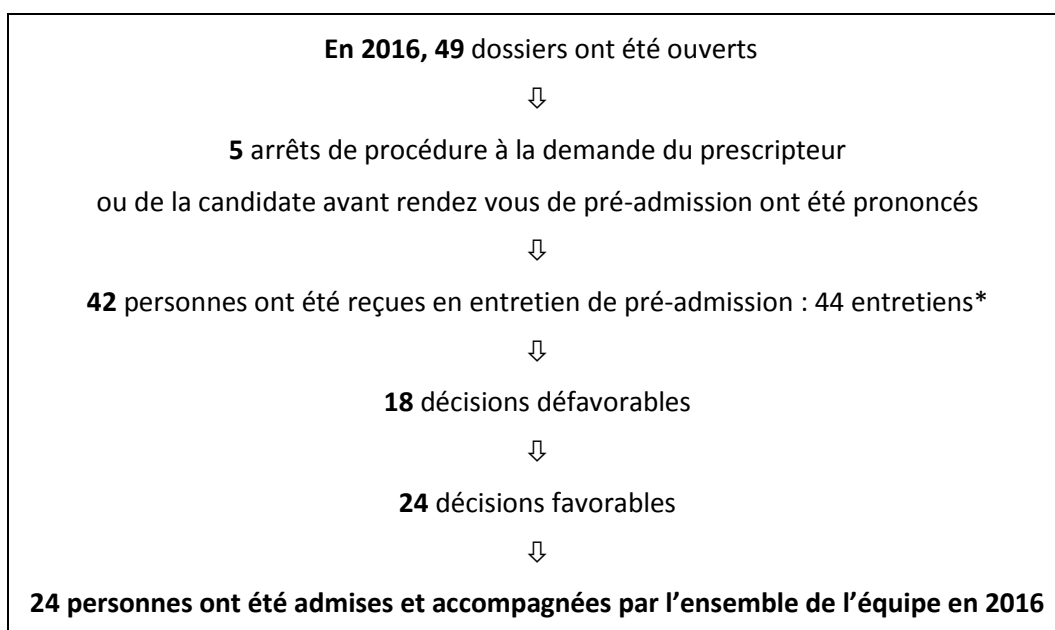 En 2016, 49 dossiers ont été ouverts
⇩
5 arrêts de procédure à la demande du prescripteur
ou de la candidate avant rendez vous de pré-admission ont été prononcés
⇩
42 personnes ont été reçues en entretien de pré-admission : 44 entretiens*
⇩
18 décisions défavorables
⇩
24 décisions favorables
⇩
24 personnes ont été admises et accompagnées par l’ensemble de l’équipe en 2016